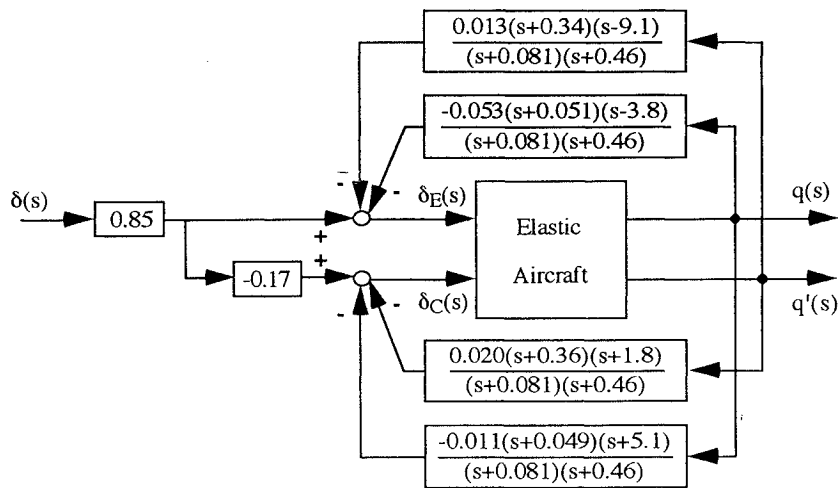 0.013(s+0.34)(s-9.1)
(s+0.081)(s+0.46)
-0.053(s+0.051)(s-3.8)
(s+0.081)(s+0.46)
δ(s)
0.85
-
-
+
δE(s)
Elastic
Aircraft
q(s)
-0.17
+
-
-
δC(s)
q'(s)
0.020(s+0.36)(s+1.8)
(s+0.081)(s+0.46)
-0.011(s+0.049)(s+5.1)
(s+0.081)(s+0.46)